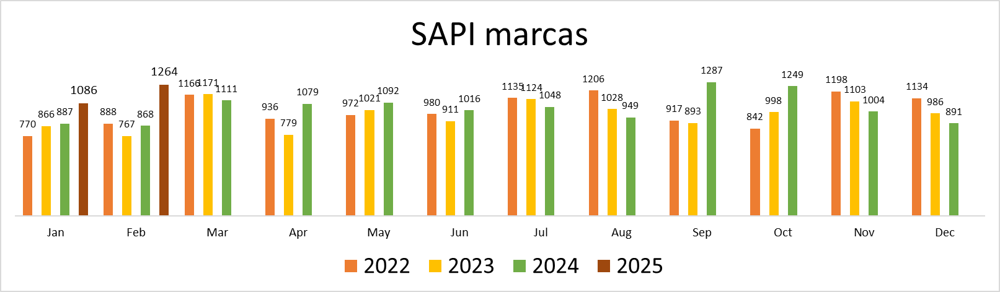 SAPI marcas
770 866 887 1086 888 767 868 1264 1166 1171 1111 936 779 1079 972 1021 1092 980 911 1016 1135 1124 1048 1206 1028 949 917 893 1287 842 998 1249 1198 1103 1004 1134 986 891
Jan Feb Mar Apr May Jun Jul Aug Sep Oct Nov Dec
2022 2023 2024 2025